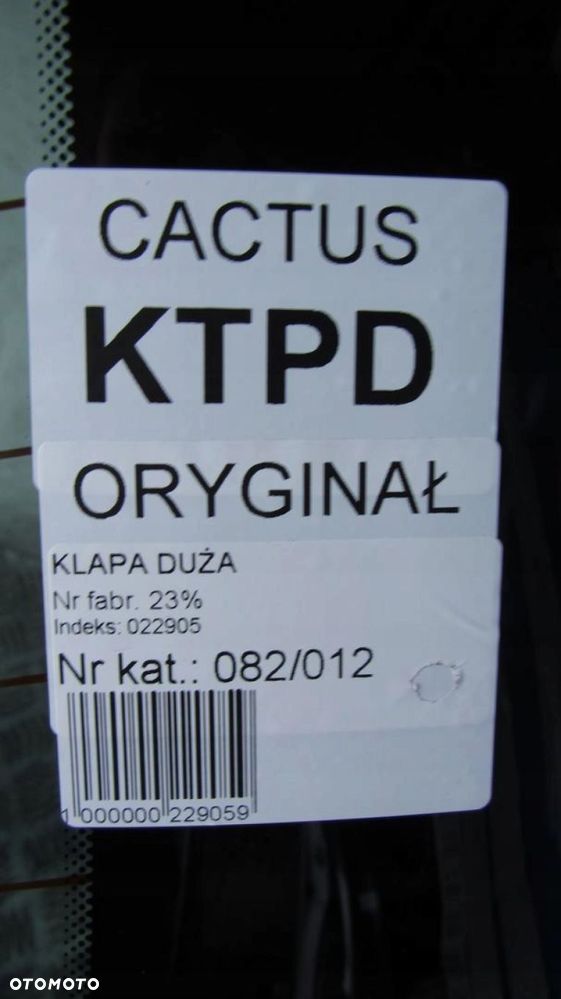 CACTUS
KTPD
ORYGINAŁ
KLAPA DUŻA
Nr fabr. 23%
Indeks: 022905
Nr kat.: 082/012
1 000000 229059
OTOMOTO